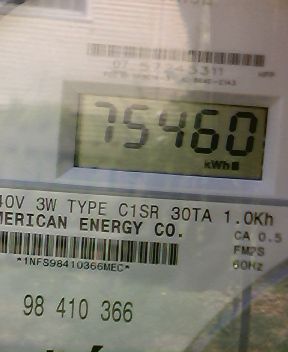 75460
kWh
40V 3W TYPE C1SR 30TA 1.0Kh
MERICAN ENERGY CO.
CA 0.5
FM2S
60Hz
*1NFS98410366MEC*
98 410 366